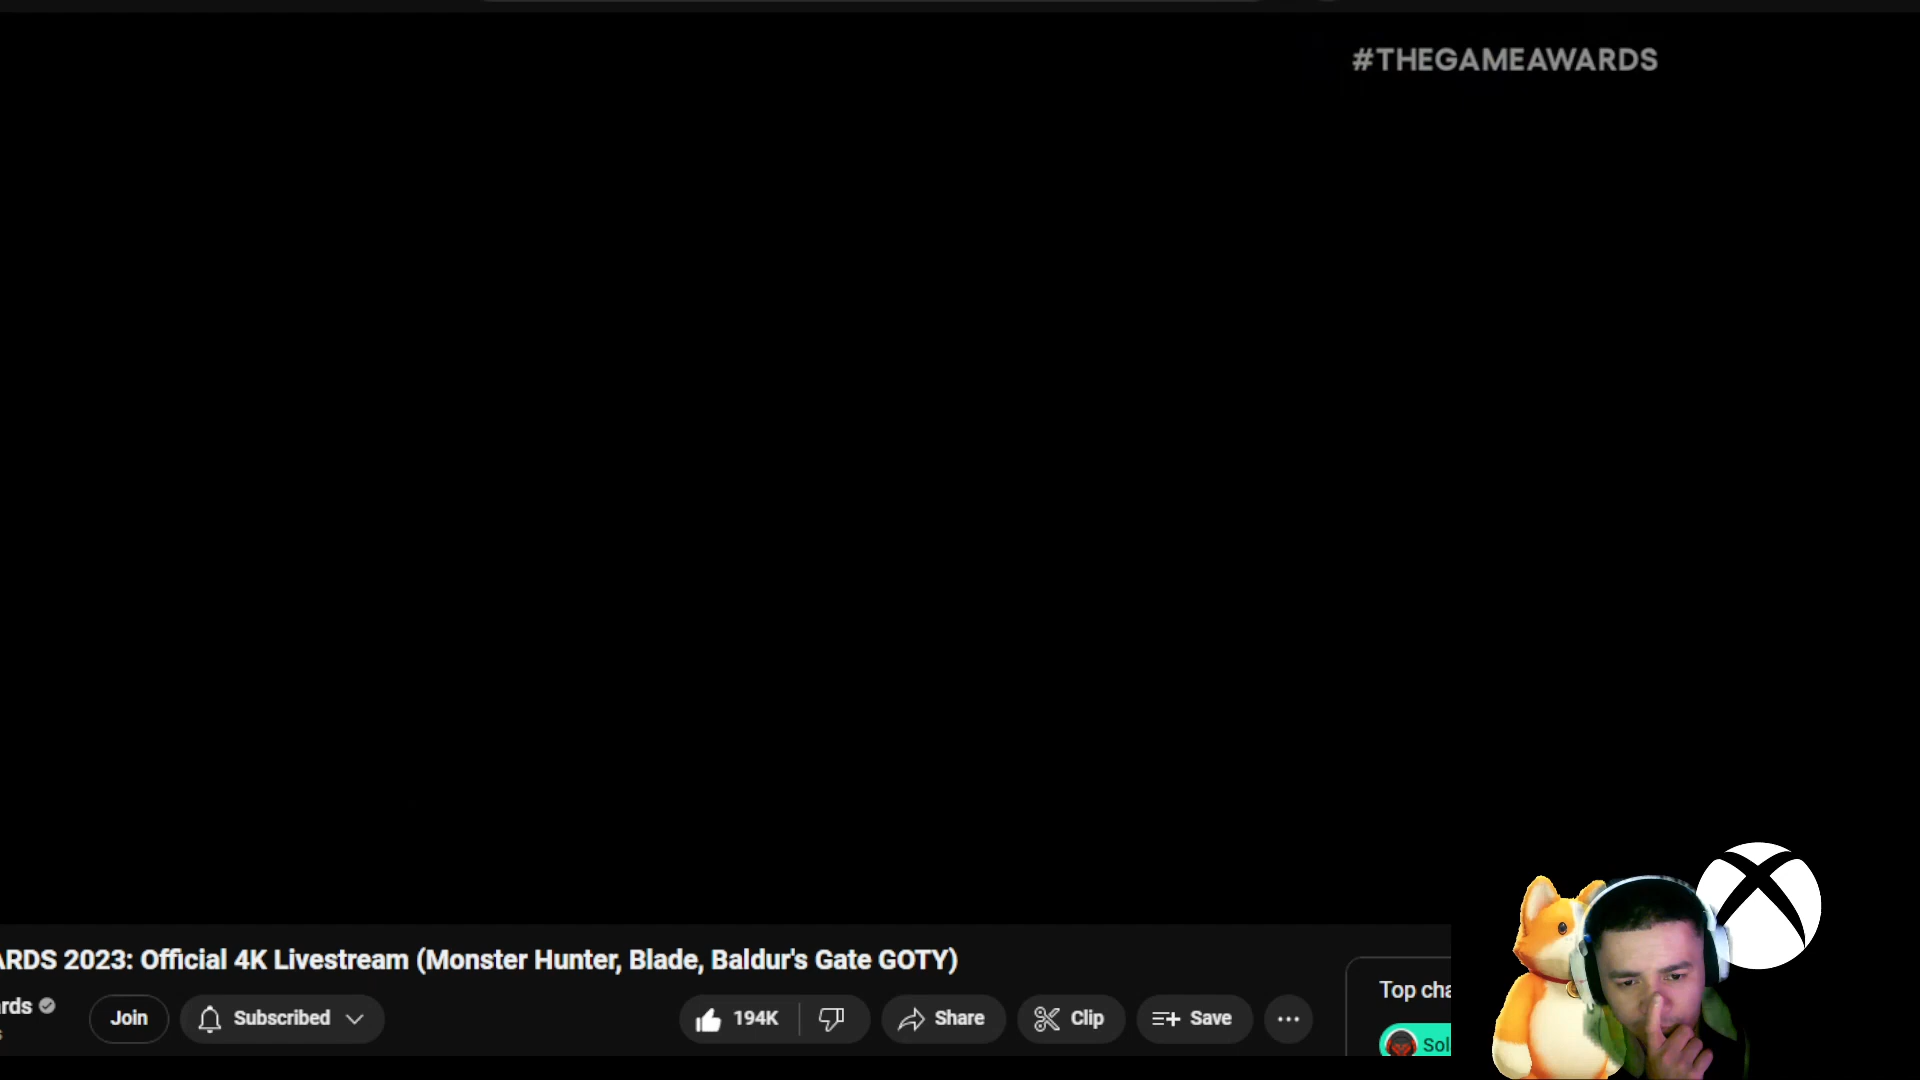 #THEGAMEAWARDS
ARDS 2023: Official 4K Livestream (Monster Hunter, Blade, Baldur's Gate GOTY)
rds
Join
Subscribed
194K
Share
Clip
Save
Top cha
Sol